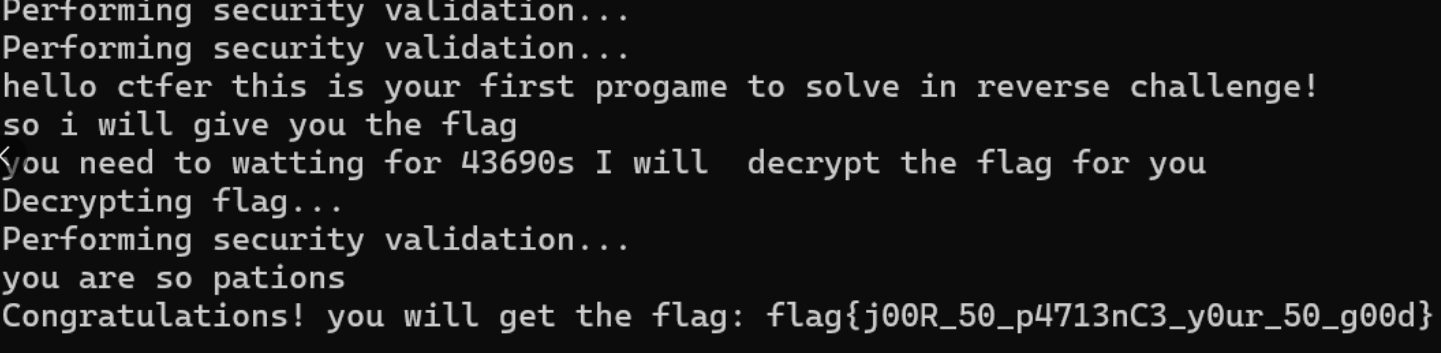 Performing security validation...
Performing security validation...
hello ctfer this is your first progame to solve in reverse challenge!
so i will give you the flag
you need to watting for 43690s I will  decrypt the flag for you
Decrypting flag...
Performing security validation...
you are so pations
Congratulations! you will get the flag: flag{j00R_50_p4713nC3_y0ur_50_g00d}